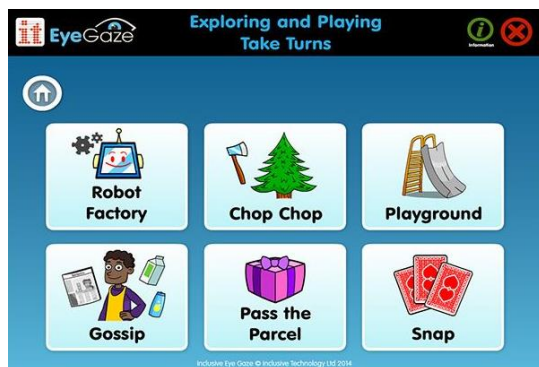 it EyeGaze
Exploring and Playing
Take Turns
i
Information
Robot
Factory
Chop Chop
Playground
Gossip
Pass the
Parcel
Snap
Inclusive Eye Gaze © Inclusive Technology Ltd 2014